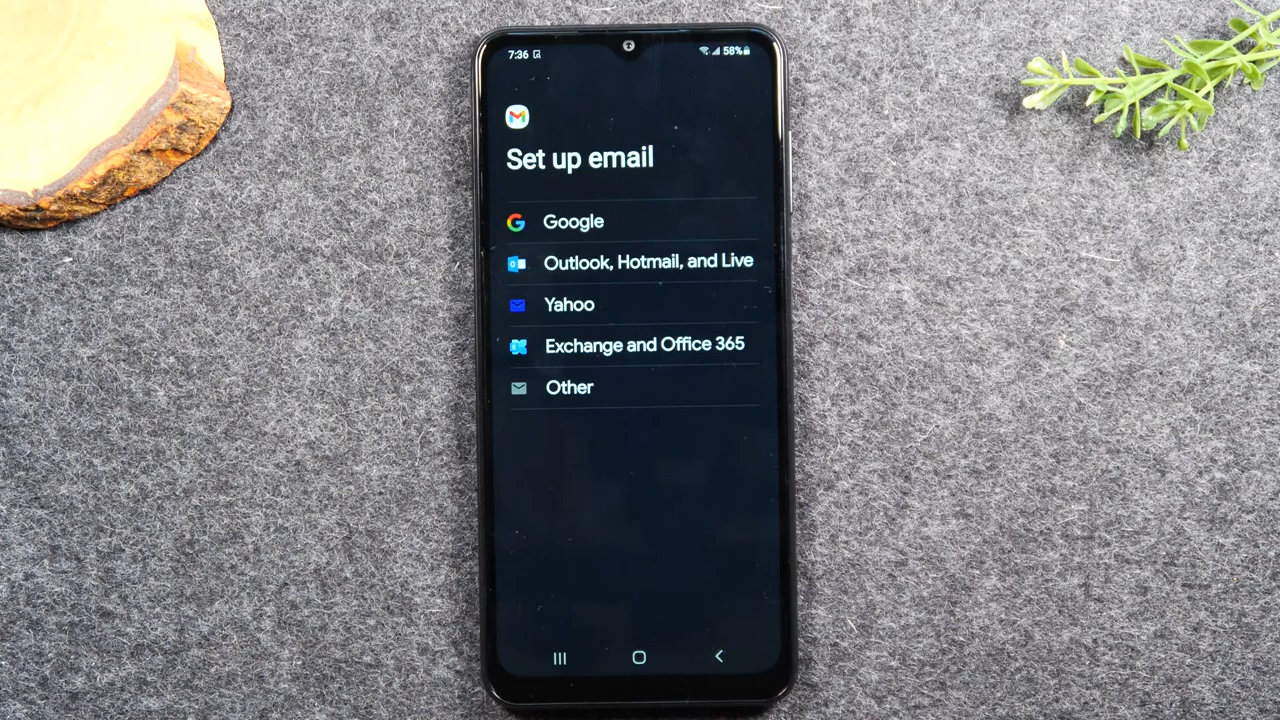 7:36
58%
Set up email
Google
Outlook, Hotmail, and Live
Yahoo
Exchange and Office 365
Other